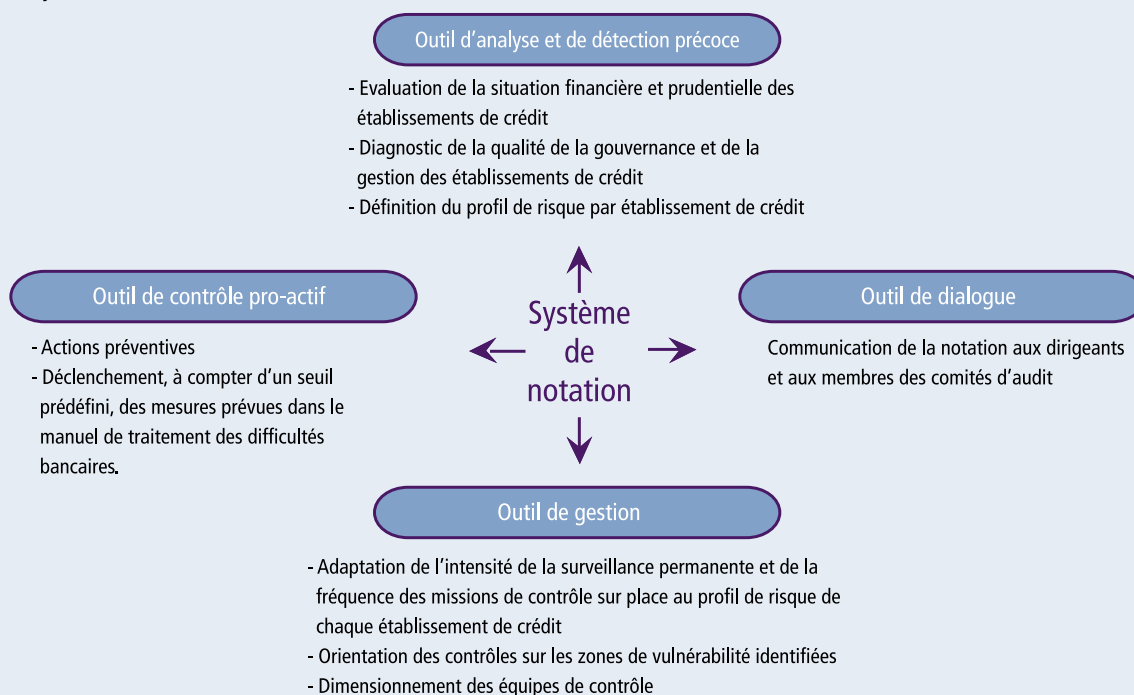 Outil d’analyse et de détection précoce
- Evaluation de la situation financière et prudentielle des
établissements de crédit
- Diagnostic de la qualité de la gouvernance et de la
gestion des établissements de crédit
- Définition du profil de risque par établissement de crédit
Outil de contrôle pro-actif
- Actions préventives
- Déclenchement, à compter d’un seuil
prédéfini, des mesures prévues dans le
manuel de traitement des difficultés
bancaires.
Système
de
notation
Outil de dialogue
Communication de la notation aux dirigeants
et aux membres des comités d’audit
Outil de gestion
- Adaptation de l’intensité de la surveillance permanente et de la
fréquence des missions de contrôle sur place au profil de risque de
chaque établissement de crédit
- Orientation des contrôles sur les zones de vulnérabilité identifiées
- Dimensionnement des équipes de contrôle